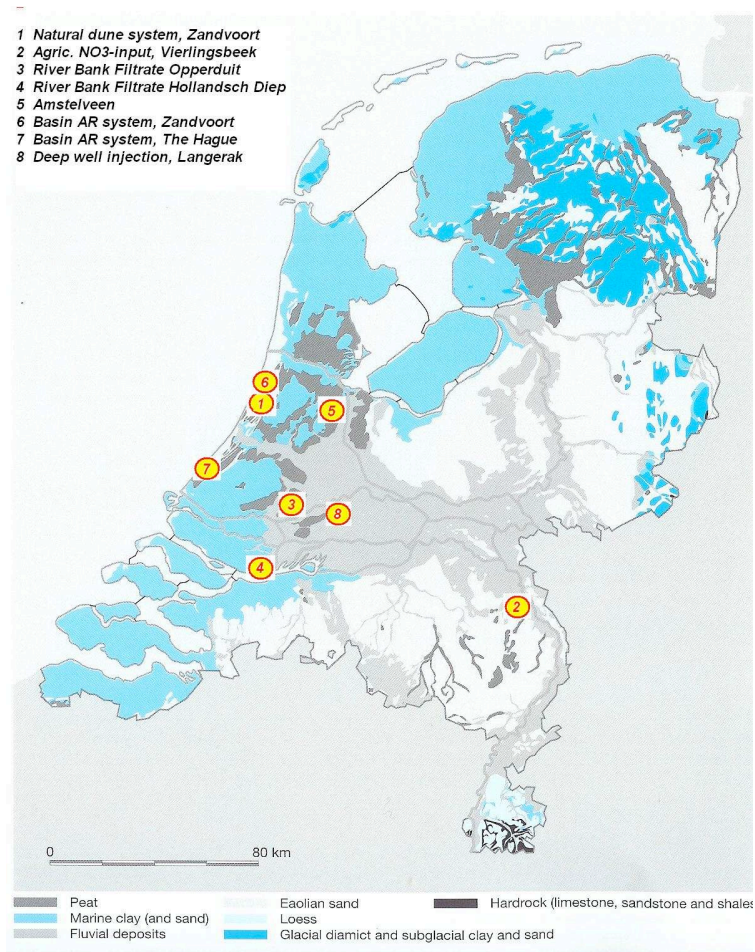 1 Natural dune system, Zandvoort
2 Agric. NO3-input, Vierlingsbeek
3 River Bank Filtrate Opperduit
4 River Bank Filtrate Hollandsch Diep
5 Amstelveen
6 Basin AR system, Zandvoort
7 Basin AR system, The Hague
8 Deep well injection, Langerak
6
1
5
7
3
8
4
2
0 80 km
Peat Eaolian sand Hardrock (limestone, sandstone and shales
Marine clay (and sand) Loess
Fluvial deposits Glacial diamict and subglacial clay and sand